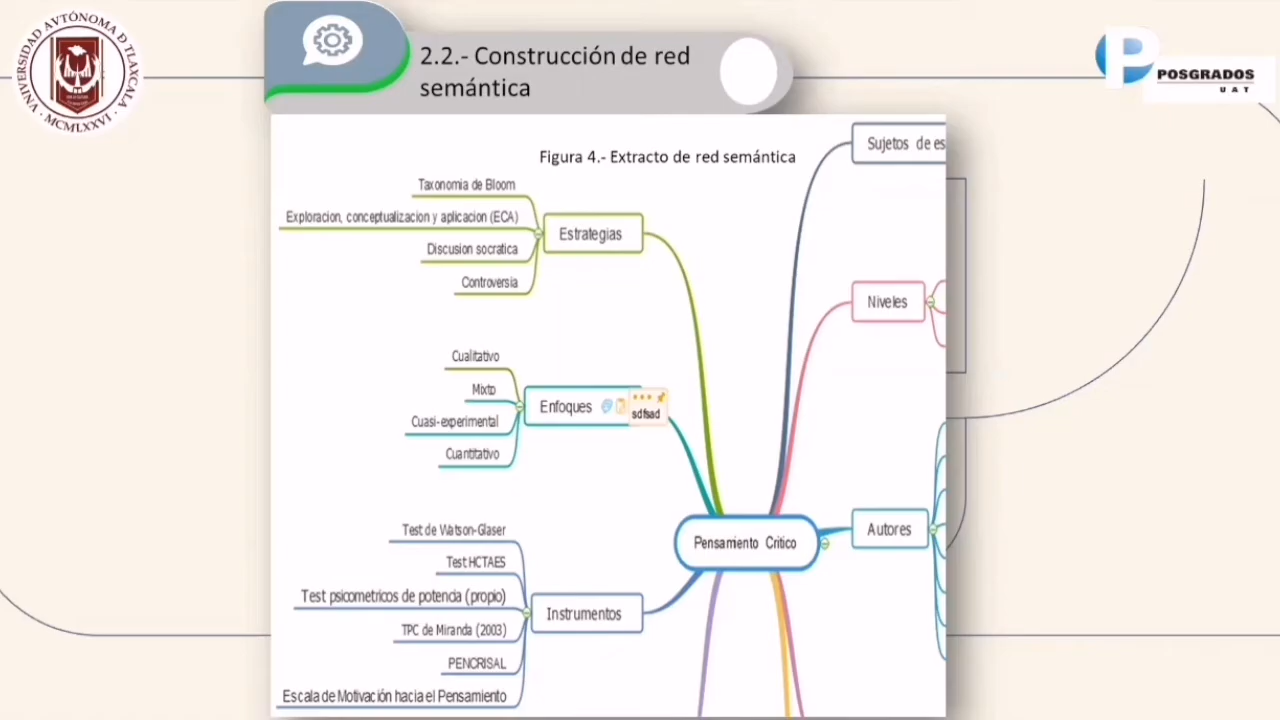 UNIVERSIDAD AVTÓNOMA D TLAXCALA
· MCMLXXVI ·
2.2.- Construcción de red
semántica
P
POSGRADOS
UAT
Figura 4.- Extracto de red semántica
Sujetos de es
Taxonomia de Bloom
Exploracion, conceptualizacion y aplicacion (ECA)
Discusion socratica
Controversia
Estrategias
Niveles
Cualitativo
Mixto
Cuasi-experimental
Cuantitativo
Enfoques
sdfsad
Autores
Pensamiento Critico
Test de Watson-Glaser
Test HCTAES
Test psicometricos de potencia (propio)
TPC de Miranda (2003)
PENCRISAL
Escala de Motivación hacia el Pensamiento
Instrumentos